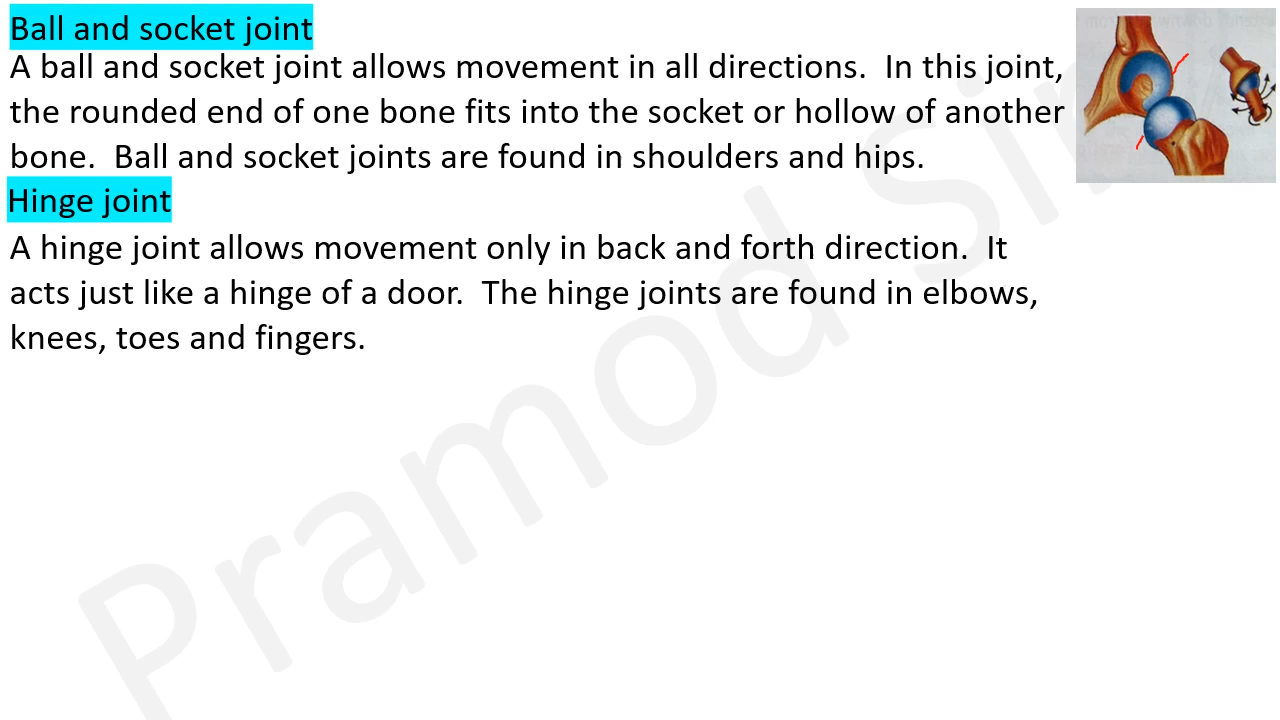 Ball and socket joint
A ball and socket joint allows movement in all directions.  In this joint,
the rounded end of one bone fits into the socket or hollow of another
bone.  Ball and socket joints are found in shoulders and hips.
Hinge joint
A hinge joint allows movement only in back and forth direction.  It
acts just like a hinge of a door.  The hinge joints are found in elbows,
knees, toes and fingers.
Pramod Sin